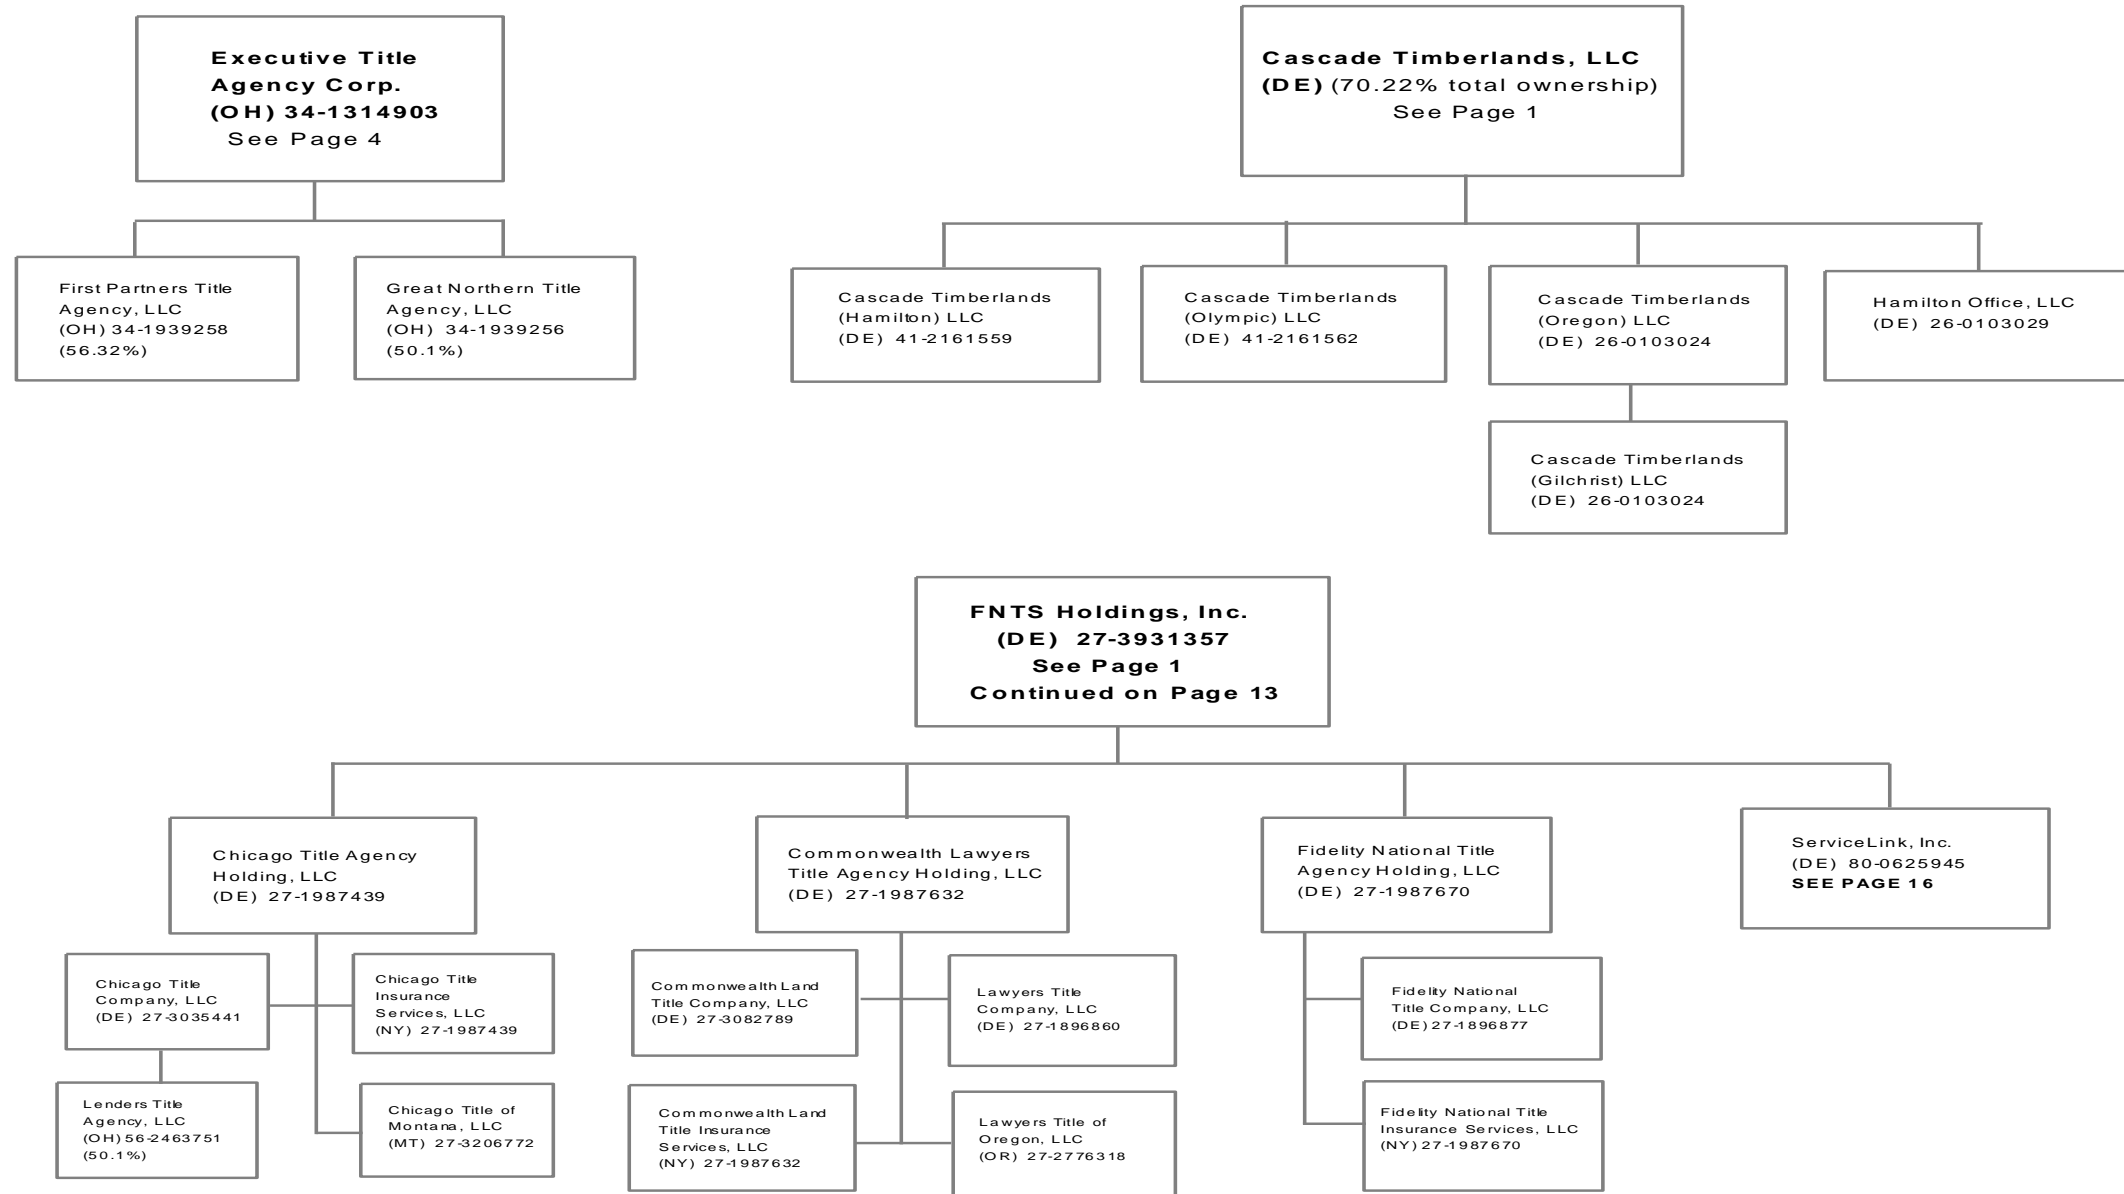 Executive Title
Agency Corp.
(OH) 34-1314903
See Page 4
Cascade Timberlands, LLC
(DE) (70.22% total ownership)
See Page 1
First Partners Title
Agency, LLC
(OH) 34-1939258
(56.32%)
Great Northern Title
Agency, LLC
(OH) 34-1939256
(50.1%)
Cascade Timberlands
(Hamilton) LLC
(DE) 41-2161559
Cascade Timberlands
(Olympic) LLC
(DE) 41-2161562
Cascade Timberlands
(Oregon) LLC
(DE) 26-0103024
Hamilton Office, LLC
(DE) 26-0103029
Cascade Timberlands
(Gilchrist) LLC
(DE) 26-0103024
FNTS Holdings, Inc.
(DE) 27-3931357
See Page 1
Continued on Page 13
Chicago Title Agency
Holding, LLC
(DE) 27-1987439
Commonwealth Lawyers
Title Agency Holding, LLC
(DE) 27-1987632
Fidelity National Title
Agency Holding, LLC
(DE) 27-1987670
ServiceLink, Inc.
(DE) 80-0625945
SEE PAGE 16
Chicago Title
Company, LLC
(DE) 27-3035441
Chicago Title
Insurance
Services, LLC
(NY) 27-1987439
Commonwealth Land
Title Company, LLC
(DE) 27-3082789
Lawyers Title
Company, LLC
(DE) 27-1896860
Fidelity National
Title Company, LLC
(DE) 27-1896877
Lenders Title
Agency, LLC
(OH) 56-2463751
(50.1%)
Chicago Title of
Montana, LLC
(MT) 27-3206772
Commonwealth Land
Title Insurance
Services, LLC
(NY) 27-1987632
Lawyers Title of
Oregon, LLC
(OR) 27-2776318
Fidelity National Title
Insurance Services, LLC
(NY) 27-1987670